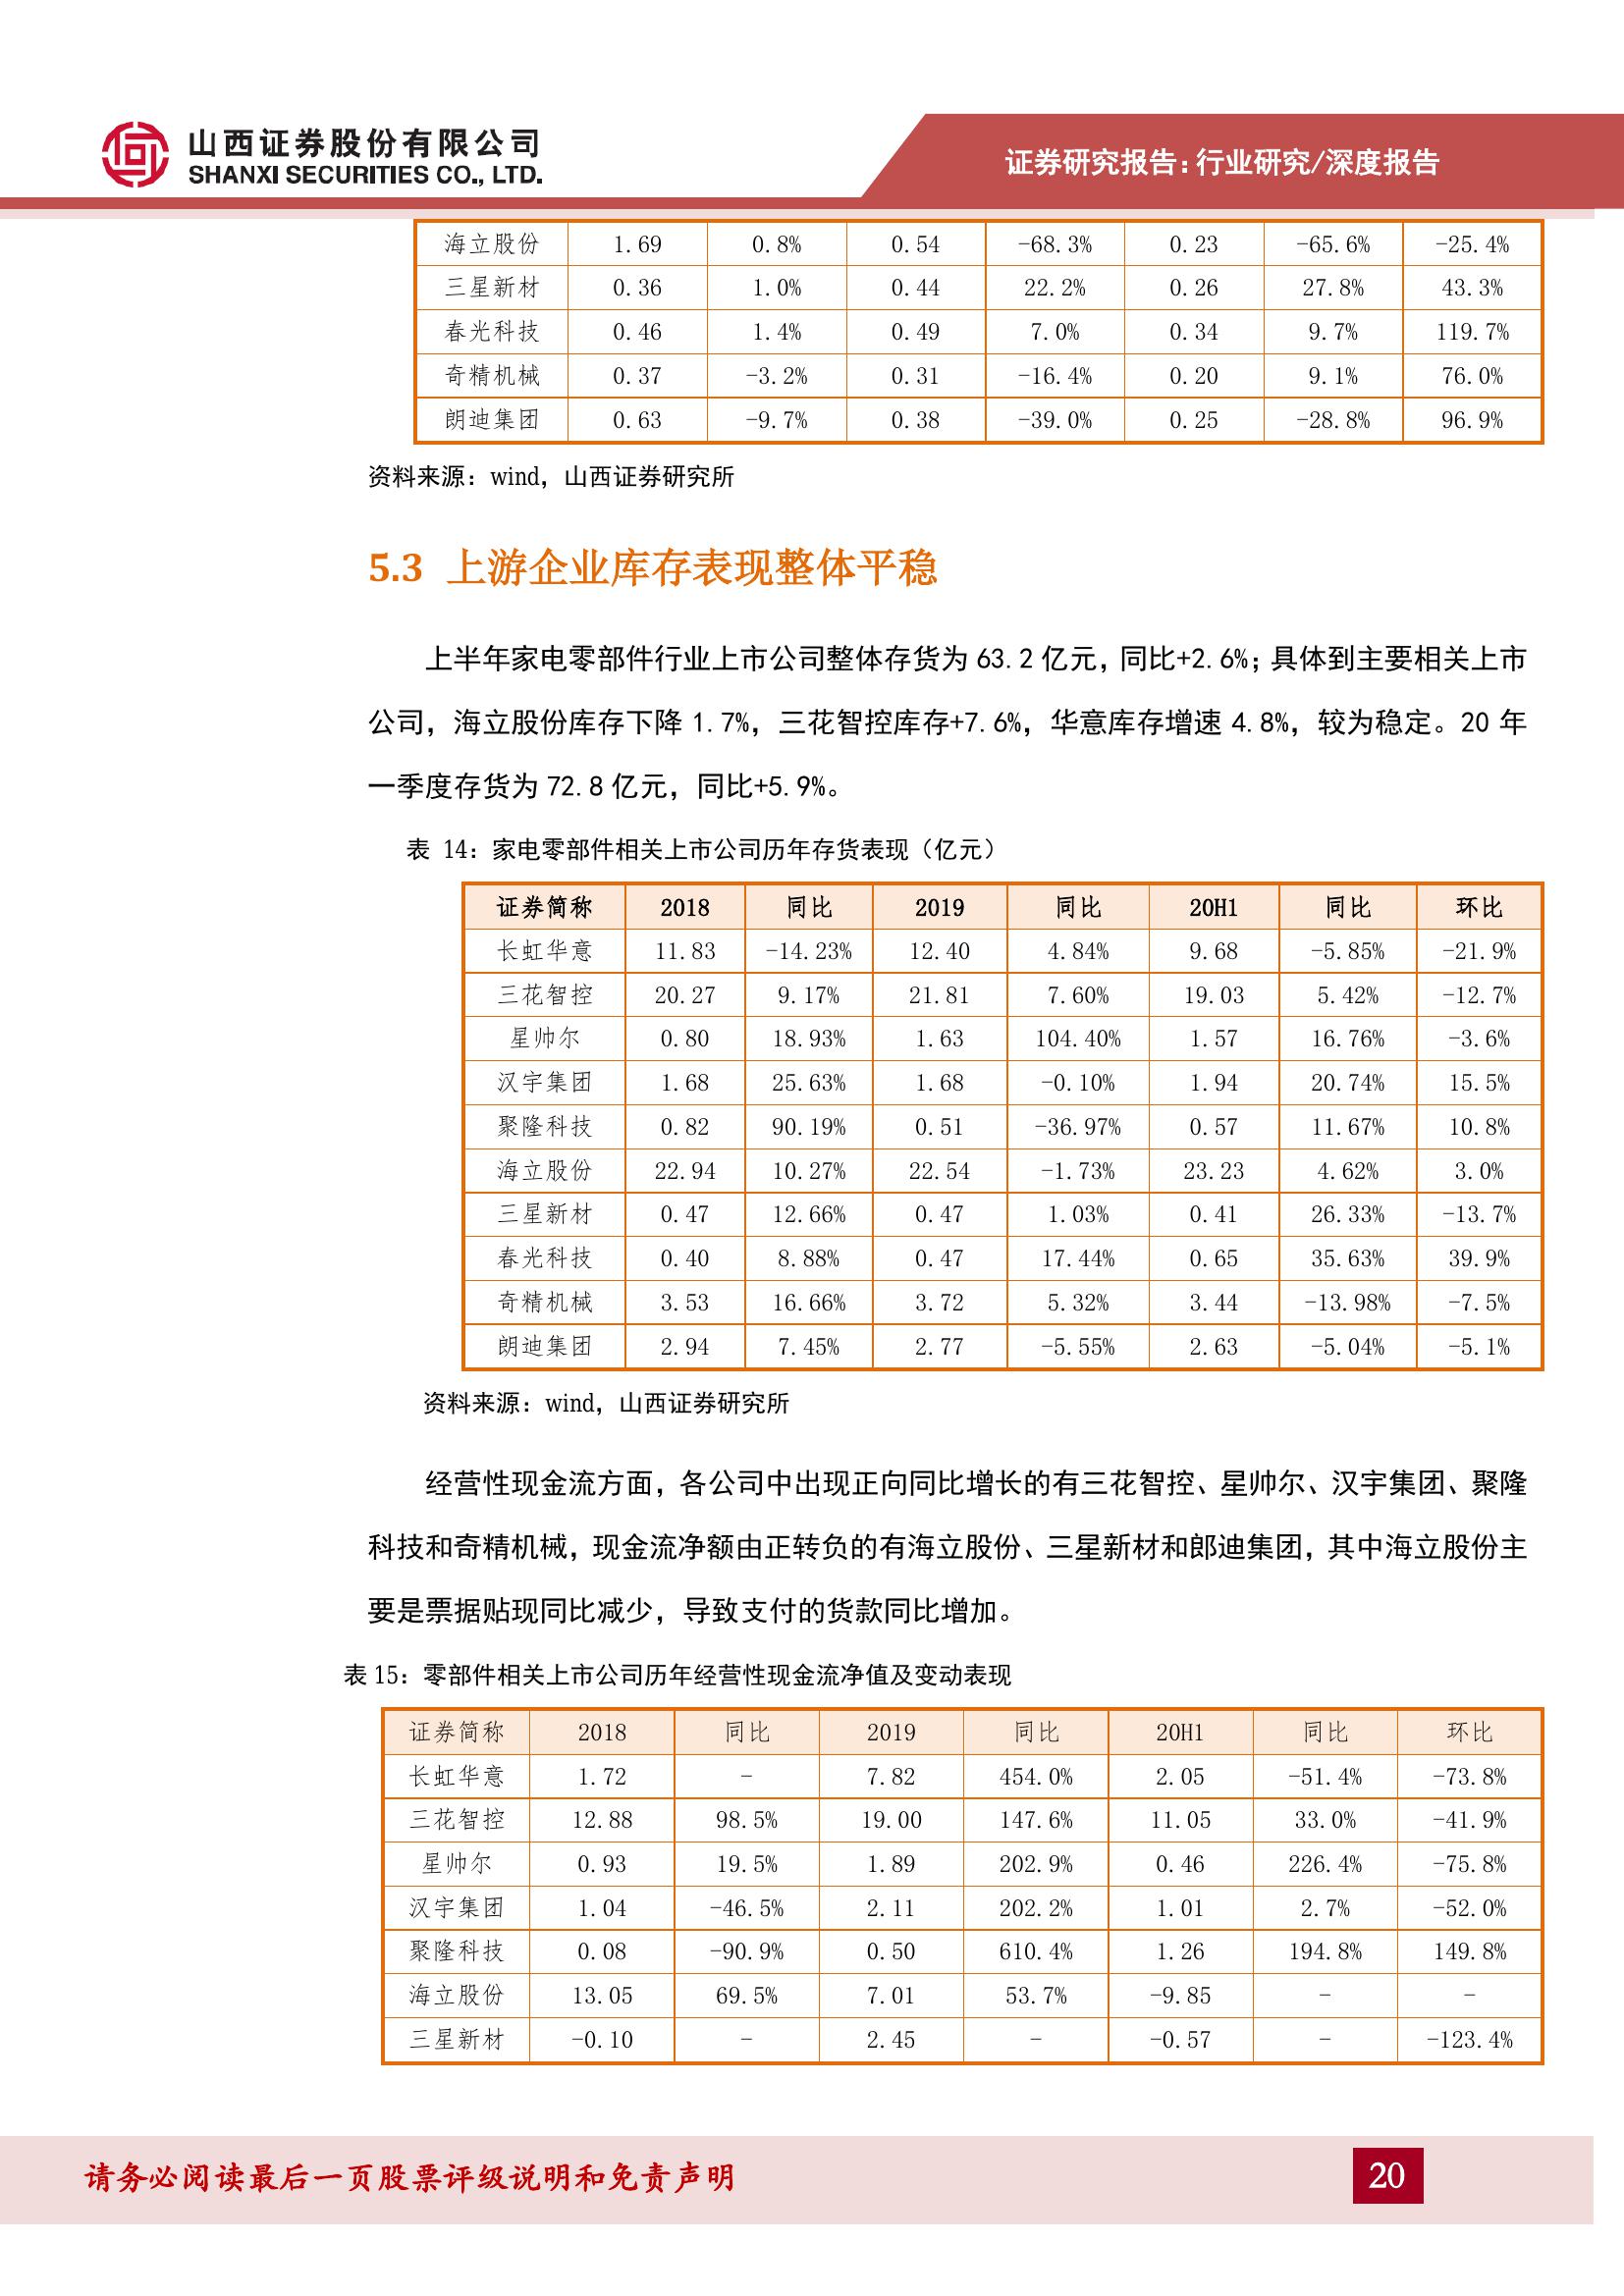 山西证券股份有限公司
SHANXI SECURITIES CO., LTD.
证券研究报告：行业研究/深度报告
海立股份 1.69 0.8% 0.54 -68.3% 0.23 -65.6% -25.4%
三星新材 0.36 1.0% 0.44 22.2% 0.26 27.8% 43.3%
春光科技 0.46 1.4% 0.49 7.0% 0.34 9.7% 119.7%
奇精机械 0.37 -3.2% 0.31 -16.4% 0.20 9.1% 76.0%
朗迪集团 0.63 -9.7% 0.38 -39.0% 0.25 -28.8% 96.9%
资料来源：wind，山西证券研究所
5.3 上游企业库存表现整体平稳
上半年家电零部件行业上市公司整体存货为 63.2 亿元，同比+2.6%；具体到主要相关上市
公司，海立股份库存下降 1.7%，三花智控库存+7.6%，华意库存增速 4.8%，较为稳定。20 年
一季度存货为 72.8 亿元，同比+5.9%。
表 14：家电零部件相关上市公司历年存货表现（亿元）
证券简称 2018 同比 2019 同比 20H1 同比 环比
长虹华意 11.83 -14.23% 12.40 4.84% 9.68 -5.85% -21.9%
三花智控 20.27 9.17% 21.81 7.60% 19.03 5.42% -12.7%
星帅尔 0.80 18.93% 1.63 104.40% 1.57 16.76% -3.6%
汉宇集团 1.68 25.63% 1.68 -0.10% 1.94 20.74% 15.5%
聚隆科技 0.82 90.19% 0.51 -36.97% 0.57 11.67% 10.8%
海立股份 22.94 10.27% 22.54 -1.73% 23.23 4.62% 3.0%
三星新材 0.47 12.66% 0.47 1.03% 0.41 26.33% -13.7%
春光科技 0.40 8.88% 0.47 17.44% 0.65 35.63% 39.9%
奇精机械 3.53 16.66% 3.72 5.32% 3.44 -13.98% -7.5%
朗迪集团 2.94 7.45% 2.77 -5.55% 2.63 -5.04% -5.1%
资料来源：wind，山西证券研究所
经营性现金流方面，各公司中出现正向同比增长的有三花智控、星帅尔、汉宇集团、聚隆
科技和奇精机械，现金流净额由正转负的有海立股份、三星新材和郎迪集团，其中海立股份主
要是票据贴现同比减少，导致支付的货款同比增加。
表 15：零部件相关上市公司历年经营性现金流净值及变动表现
证券简称 2018 同比 2019 同比 20H1 同比 环比
长虹华意 1.72 - 7.82 454.0% 2.05 -51.4% -73.8%
三花智控 12.88 98.5% 19.00 147.6% 11.05 33.0% -41.9%
星帅尔 0.93 19.5% 1.89 202.9% 0.46 226.4% -75.8%
汉宇集团 1.04 -46.5% 2.11 202.2% 1.01 2.7% -52.0%
聚隆科技 0.08 -90.9% 0.50 610.4% 1.26 194.8% 149.8%
海立股份 13.05 69.5% 7.01 53.7% -9.85 - -
三星新材 -0.10 - 2.45 - -0.57 - -123.4%
请务必阅读最后一页股票评级说明和免责声明
20